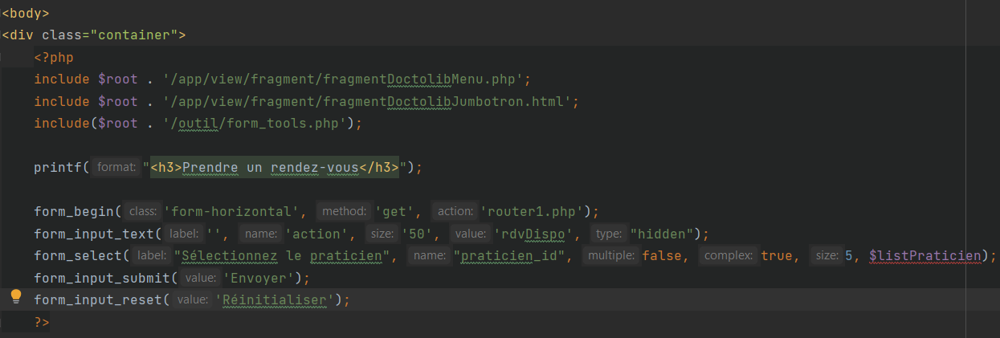 <body>
<div class="container">
<?php
include $root . '/app/view/fragment/fragmentDoctolibMenu.php';
include $root . '/app/view/fragment/fragmentDoctolibJumbotron.html';
include($root . '/outil/form_tools.php');
printf( format: "<h3>Prendre un rendez-vous</h3>");
form_begin( class: 'form-horizontal', method: 'get', action: 'router1.php');
form_input_text( label: '', name: 'action', size: '50', value: 'rdvDispo', type: "hidden");
form_select( label: "Sélectionnez le praticien", name: "praticien_id", multiple: false, complex: true, size: 5, $listPraticien);
form_input_submit( value: 'Envoyer');
form_input_reset( value: 'Réinitialiser');
?>